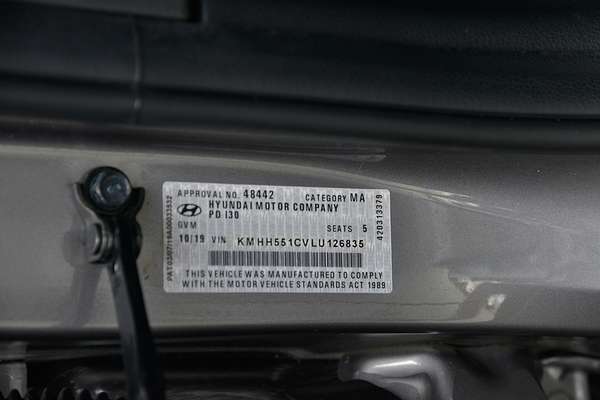 APPROVAL NO. 48442 CATEGORY MA
HYUNDAI MOTOR COMPANY
PD I30
GVM SEATS 5
10/19 VIN KMHH551CVLU126835
THIS VEHICLE WAS MANUFACTURED TO COMPLY
WITH THE MOTOR VEHICLE STANDARDS ACT 1989
420313379